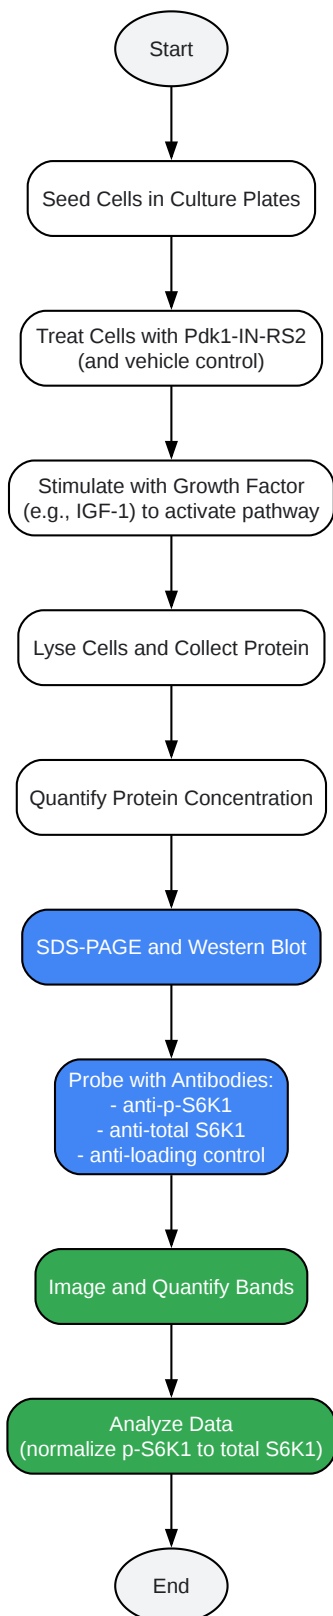 Start
Seed Cells in Culture Plates
Treat Cells with Pdk1-IN-RS2
(and vehicle control)
Stimulate with Growth Factor
(e.g., IGF-1) to activate pathway
Lyse Cells and Collect Protein
Quantify Protein Concentration
SDS-PAGE and Western Blot
Probe with Antibodies:
- anti-p-S6K1
- anti-total S6K1
- anti-loading control
Image and Quantify Bands
Analyze Data
(normalize p-S6K1 to total S6K1)
End